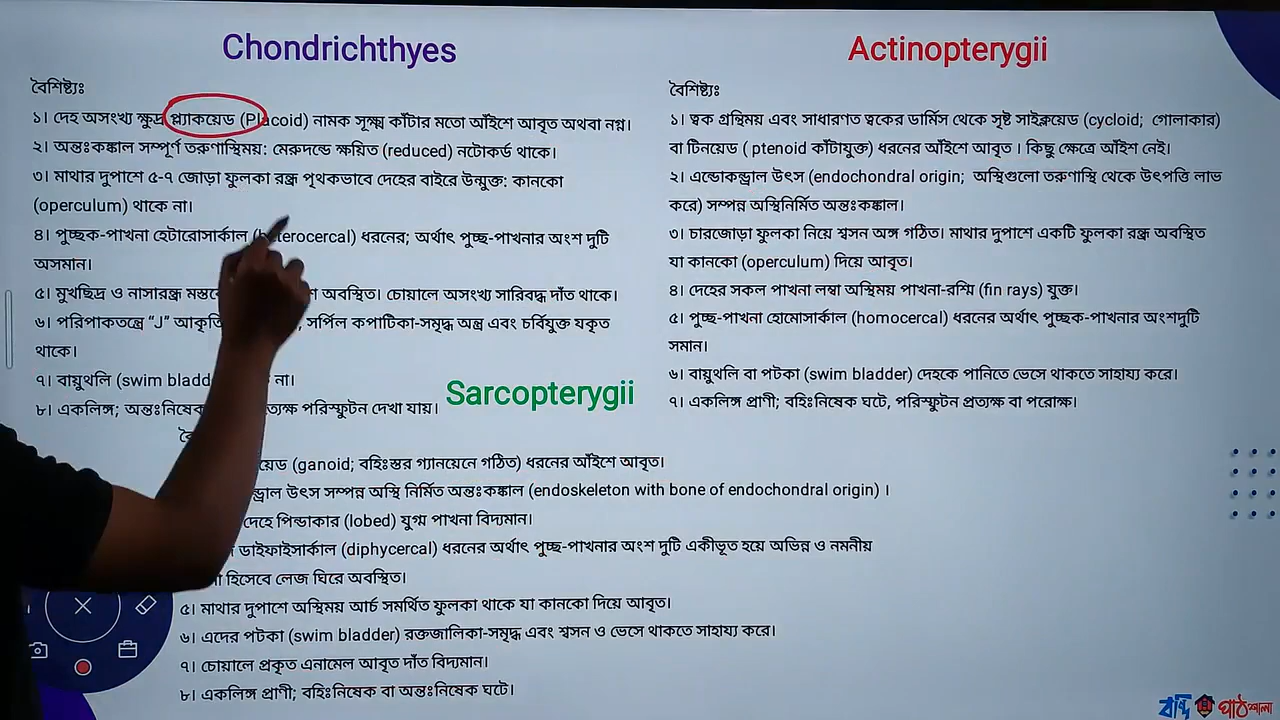 Chondrichthyes
বৈশিষ্ট্যঃ
১। দেহ অসংখ্য ক্ষুদ্র প্ল্যাকয়েড (Placoid) নামক সূক্ষ্ম কাঁটার মতো আঁইশে আবৃত অথবা নগ্ন।
২। অন্তঃকঙ্কাল সম্পূর্ণ তরুণাস্থিময়: মেরুদন্ডে ক্ষয়িত (reduced) নটোকর্ড থাকে।
৩। মাথার দুপাশে ৫-৭ জোড়া ফুলকা রন্ধ্র পৃথকভাবে দেহের বাইরে উন্মুক্ত: কানকো
(operculum) থাকে না।
৪। পুচ্ছক-পাখনা হেটারোসার্কাল (heterocercal) ধরনের; অর্থাৎ পুচ্ছ-পাখনার অংশ দুটি
অসমান।
৫। মুখছিদ্র ও নাসারন্ধ্র অবস্থিত। চোয়ালে অসংখ্য সারিবদ্ধ দাঁত থাকে।
৬। পরিপাকতন্ত্রে “J” সর্পিল কপাটিকা-সমৃদ্ধ অন্ত্র এবং চর্বিযুক্ত যকৃত
থাকে।
৭। বায়ুথলি (swim না।
৮। একলিঙ্গ; পরিস্ফুটন দেখা যায়।
Actinopterygii
বৈশিষ্ট্যঃ
১। ত্বক গ্রন্থিময় এবং সাধারণত ত্বকের ডার্মিস থেকে সৃষ্ট সাইক্লয়েড (cycloid; গোলাকার)
বা টিনয়েড ( ptenoid কাঁটাযুক্ত) ধরনের আঁইশে আবৃত । কিছু ক্ষেত্রে আঁইশ নেই।
২। এন্ডোকন্ড্রাল উৎস (endochondral origin; অস্থিগুলো তরুণাস্থি থেকে উৎপত্তি লাভ
করে) সম্পন্ন অস্থিনির্মিত অন্তঃকঙ্কাল।
৩। চারজোড়া ফুলকা নিয়ে শ্বসন অঙ্গ গঠিত। মাথার দুপাশে একটি ফুলকা রন্ধ্র অবস্থিত
যা কানকো (operculum) দিয়ে আবৃত।
৪। দেহের সকল পাখনা লম্বা অস্থিময় পাখনা-রশ্মি (fin rays) যুক্ত।
৫। পুচ্ছ-পাখনা হোমোসার্কাল (homocercal) ধরনের অর্থাৎ পুচ্ছক-পাখনার অংশদুটি
সমান।
৬। বায়ুথলি বা পটকা (swim bladder) দেহকে পানিতে ভেসে থাকতে সাহায্য করে।
৭। একলিঙ্গ প্রাণী; বহিঃনিষেক ঘটে, পরিস্ফুটন প্রত্যক্ষ বা পরোক্ষ।
Sarcopterygii
(ganoid; বহিঃস্তর গ্যানয়েনে গঠিত) ধরনের আঁইশে আবৃত।
উৎস সম্পন্ন অস্থি নির্মিত অন্তঃকঙ্কাল (endoskeleton with bone of endochondral origin) ।
দেহে পিন্ডাকার (lobed) যুগ্ম পাখনা বিদ্যমান।
ডাইফাইসার্কাল (diphycercal) ধরনের অর্থাৎ পুচ্ছ-পাখনার অংশ দুটি একীভূত হয়ে অভিন্ন ও নমনীয়
হিসেবে লেজ ঘিরে অবস্থিত।
৫। মাথার দুপাশে অস্থিময় আর্চ সমর্থিত ফুলকা থাকে যা কানকো দিয়ে আবৃত।
৬। এদের পটকা (swim bladder) রক্তজালিকা-সমৃদ্ধ এবং শ্বসন ও ভেসে থাকতে সাহায্য করে।
৭। চোয়ালে প্রকৃত এনামেল আবৃত দাঁত বিদ্যমান।
৮। একলিঙ্গ প্রাণী; বহিঃনিষেক বা অন্তঃনিষেক ঘটে।
বন্দি পাঠশালা